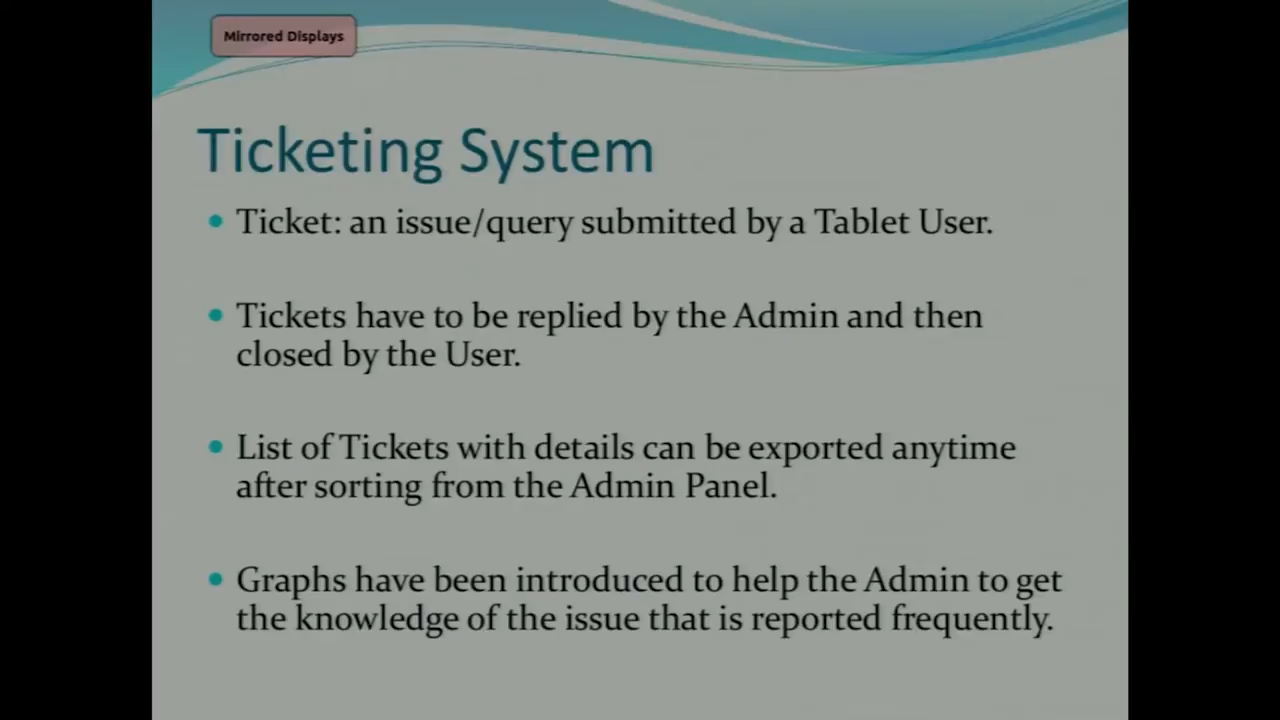 Mirrored Displays
Ticketing System
• Ticket: an issue/query submitted by a Tablet User.
• Tickets have to be replied by the Admin and then
closed by the User.
• List of Tickets with details can be exported anytime
after sorting from the Admin Panel.
• Graphs have been introduced to help the Admin to get
the knowledge of the issue that is reported frequently.